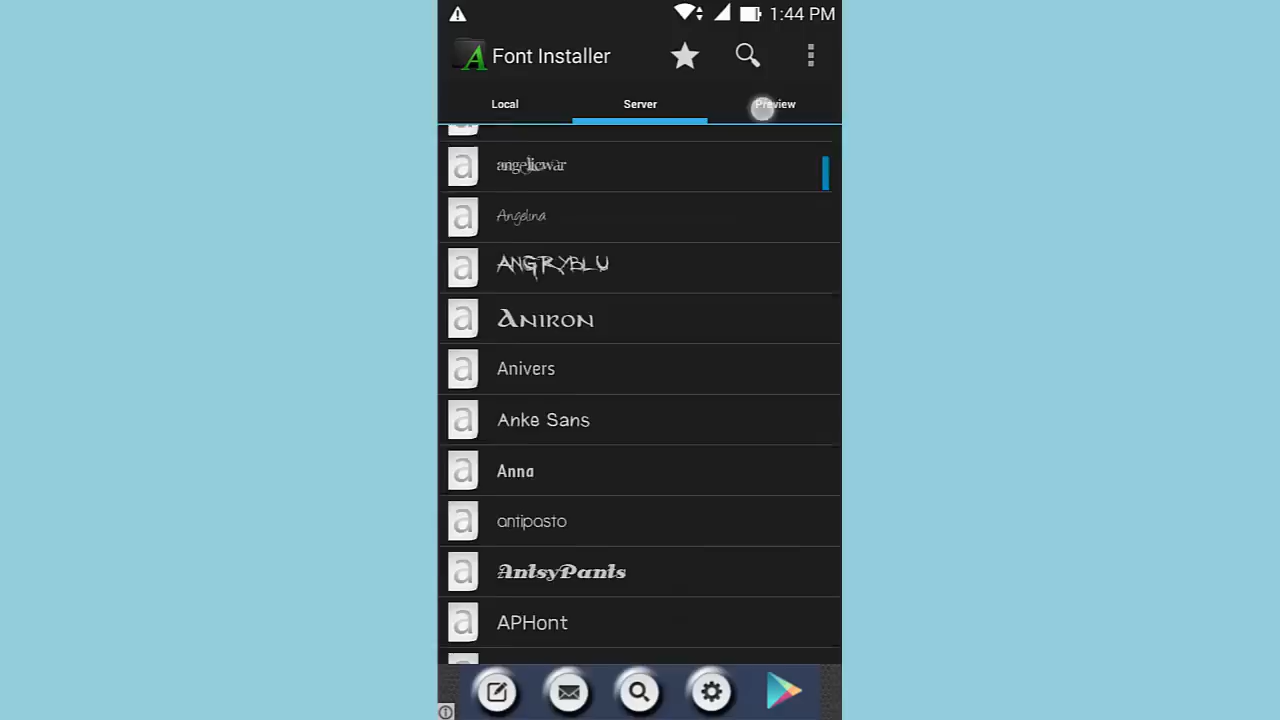 1:44 PM
Font Installer
Local
Server
Preview
angelicwar
Angelina
ANGRYBLU
ANIRON
Anivers
Anke Sans
Anna
antipasto
AntsyPants
APHont